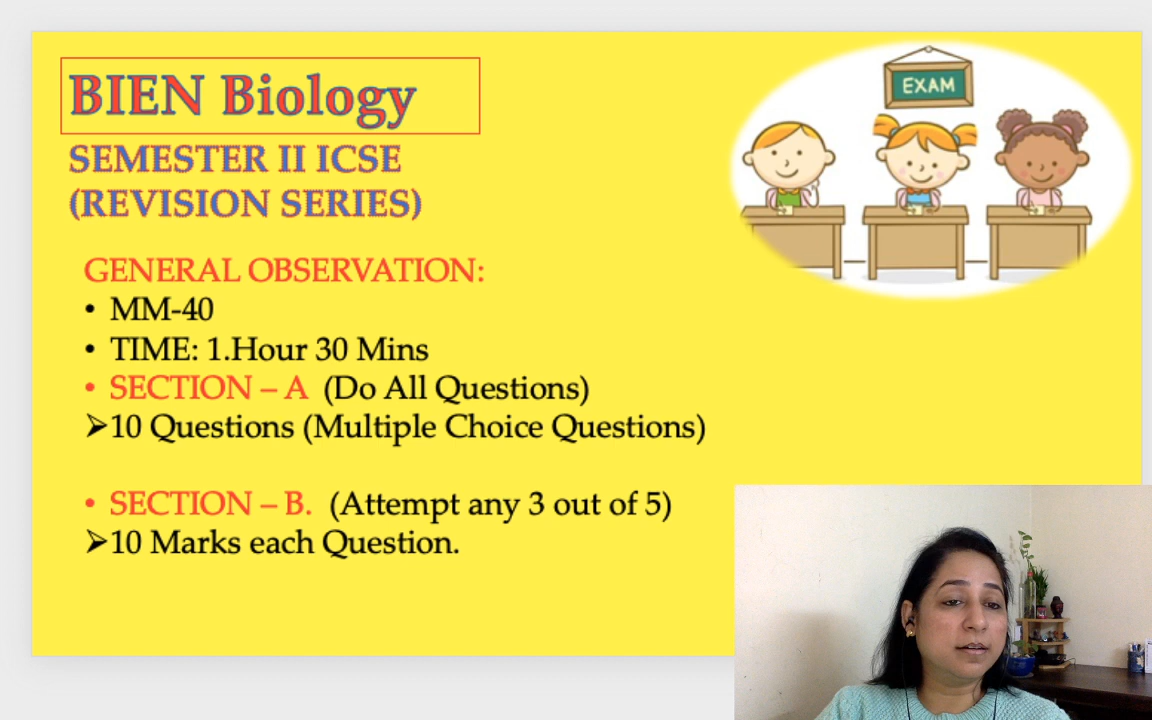 BIEN Biology
SEMESTER II ICSE
(REVISION SERIES)
EXAM
GENERAL OBSERVATION:
• MM-40
• TIME: 1.Hour 30 Mins
• SECTION – A (Do All Questions)
➢10 Questions (Multiple Choice Questions)
• SECTION – B. (Attempt any 3 out of 5)
➢10 Marks each Question.